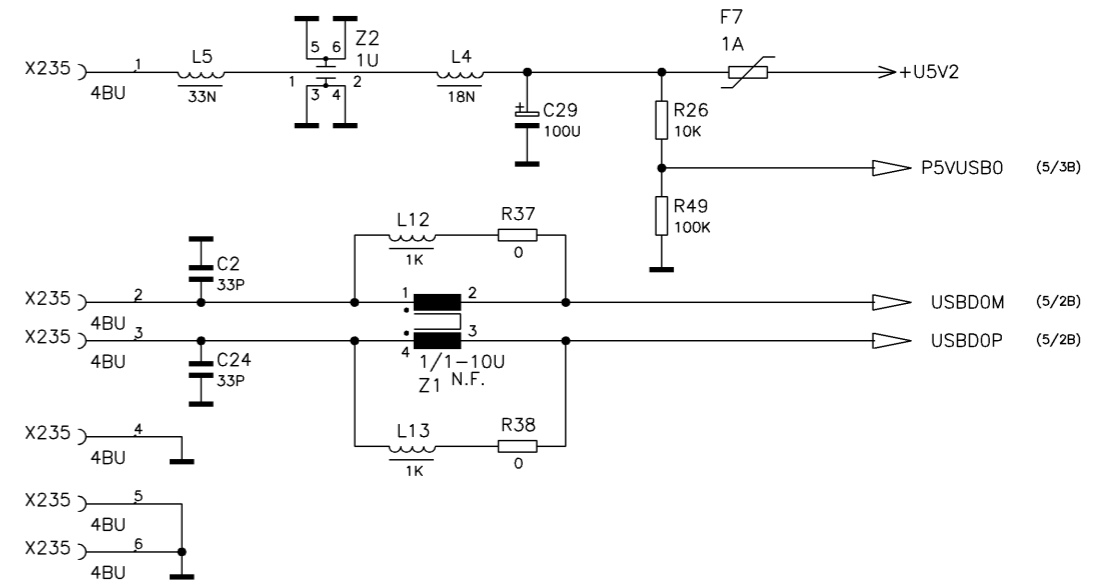 F7
1A
5 6 Z2
1U
X235 1 L5 L4 +U5V2
4BU 33N 1 2 18N
3 4
C29
100U
R26
10K
P5VUSB0 (5/3B)
R49
100K
L12 R37
1K 0
C2
33P
X235 2 1 2 USBD0M (5/2B)
4BU
X235 3 3 USBD0P (5/2B)
4BU 4
C24
33P
1/1-10U
Z1 N.F.
X235 4 L13 R38
4BU 1K 0
X235 5
4BU
X235 6
4BU